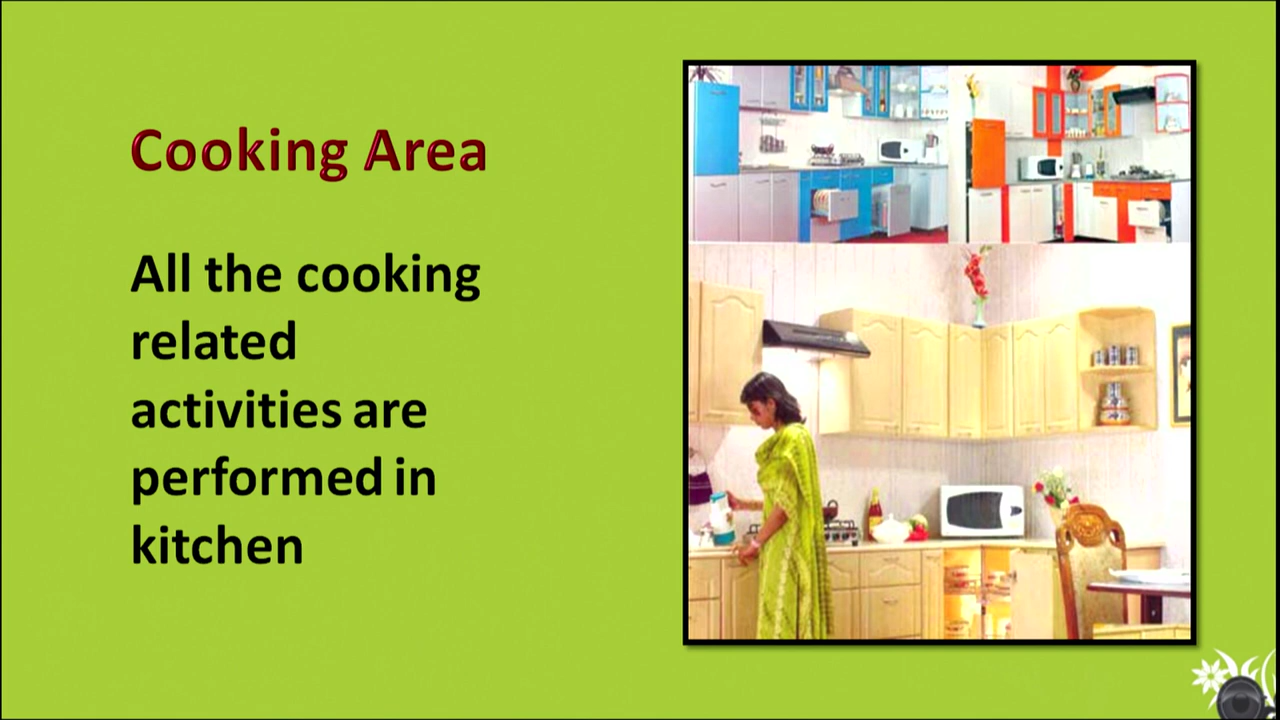 Cooking Area
All the cooking
related
activities are
performed in
kitchen